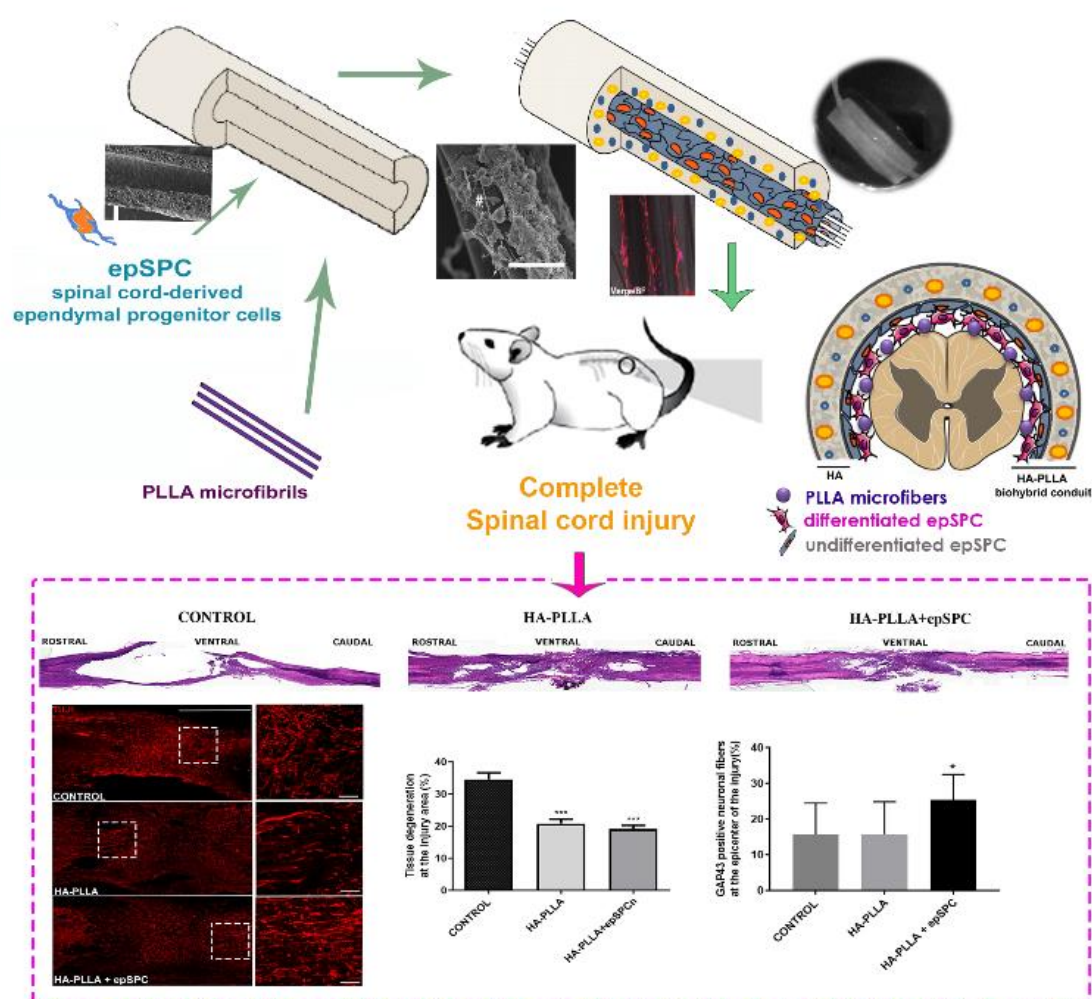 epSPC
spinal cord-derived
ependymal progenitor cells
PLLA microfibrils
#
Merge/BF
Complete
Spinal cord injury
HA
HA-PLLA
biohybrid conduit
PLLA microfibers
differentiated epSPC
undifferentiated epSPC
CONTROL
ROSTRAL VENTRAL CAUDAL
HA-PLLA
ROSTRAL VENTRAL CAUDAL
HA-PLLA+epSPC
ROSTRAL VENTRAL CAUDAL
CONTROL
HA-PLLA
HA-PLLA + epSPC
Tissue degeneration
at the injury area (%)
40
30
20
10
0
***
***
CONTROL
HA-PLLA
HA-PLLA+epSPCn
GAP43 positive neuronal fibers
at the epicenter of the injury(%)
40
30
20
10
0
*
CONTROL
HA-PLLA
HA-PLLA + epSPC